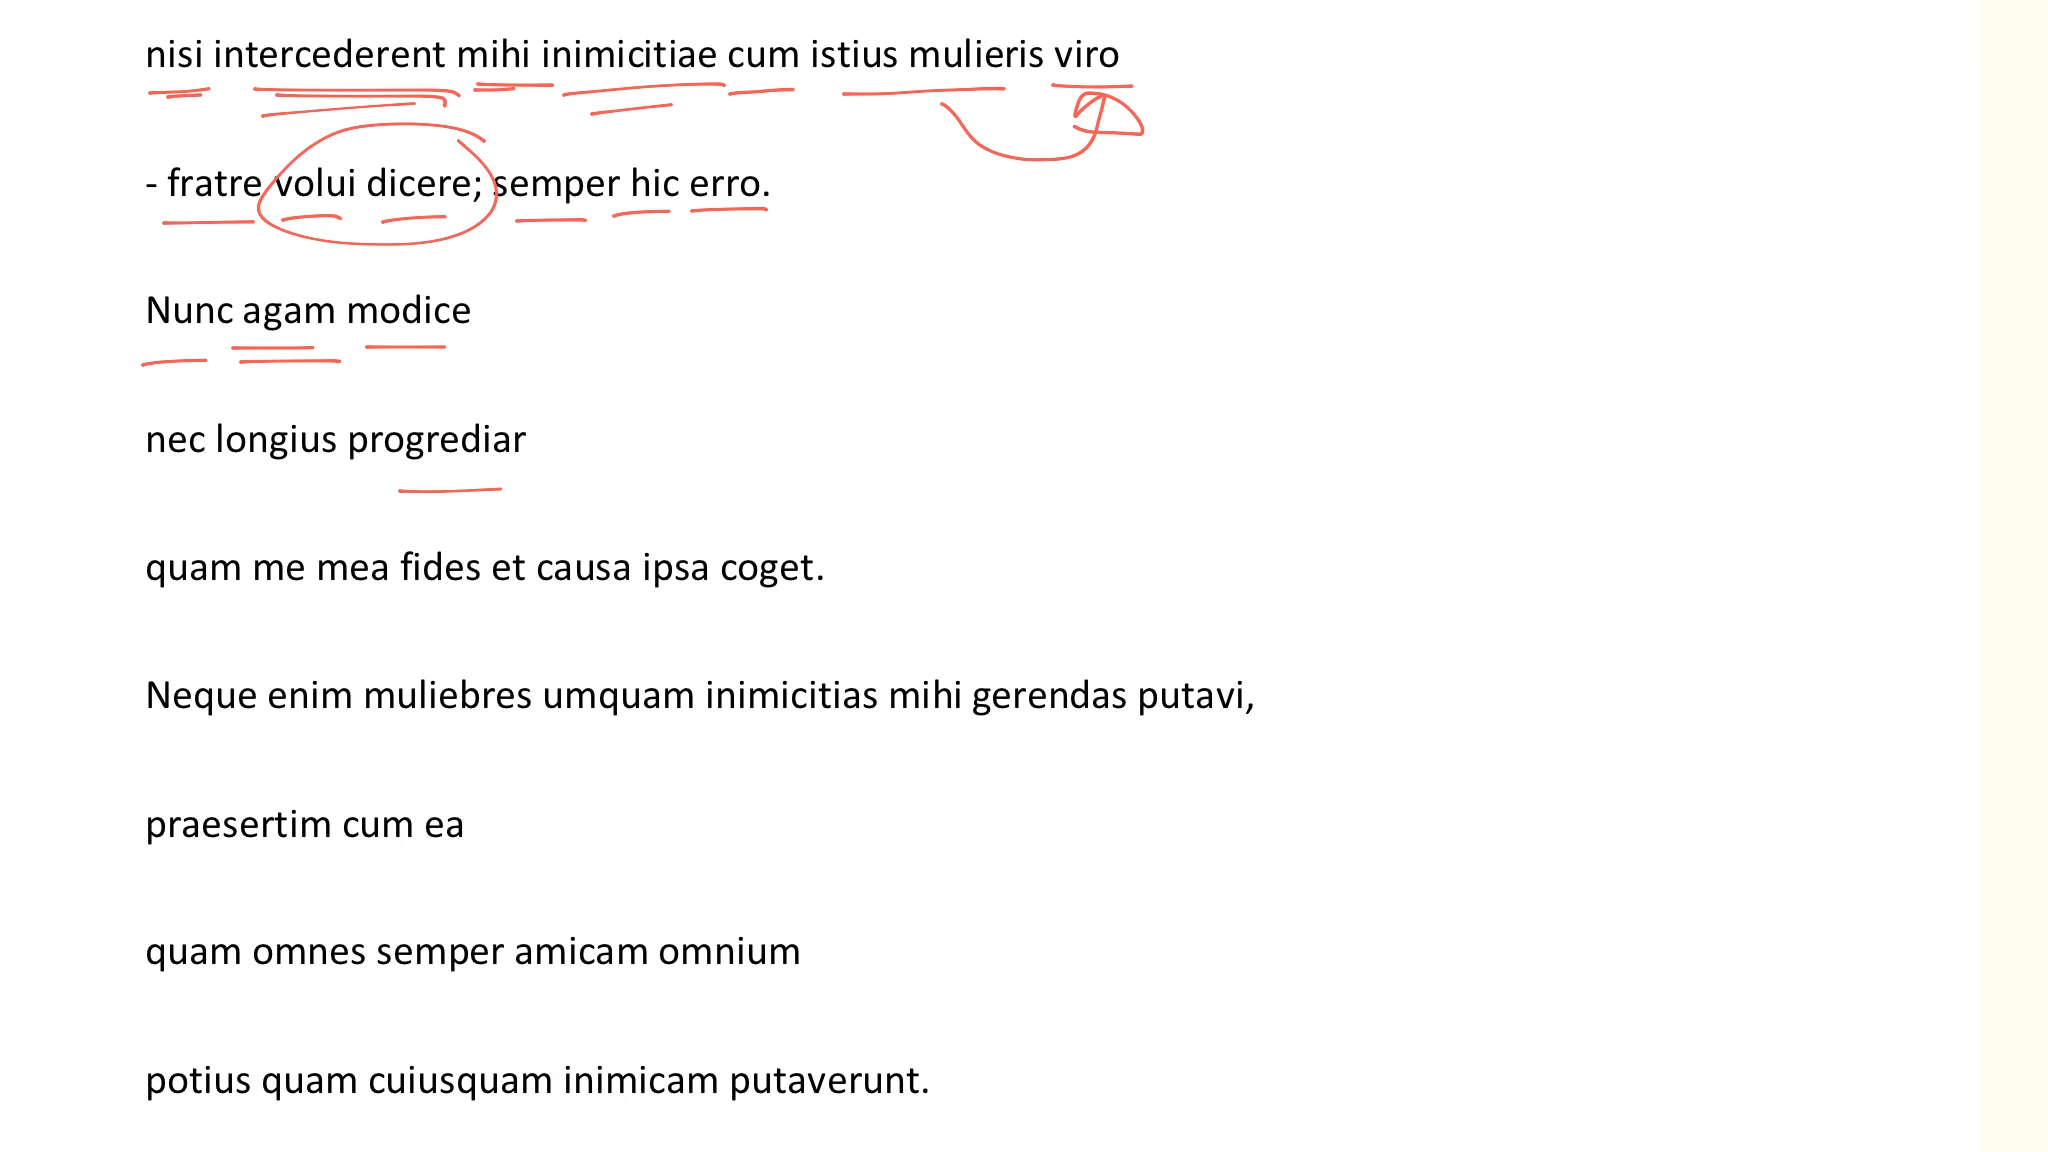 nisi intercederent mihi inimicitiae cum istius mulieris viro
- fratre volui dicere; semper hic erro.
Nunc agam modice
nec longius progrediar
quam me mea fides et causa ipsa coget.
Neque enim muliebres umquam inimicitias mihi gerendas putavi,
praesertim cum ea
quam omnes semper amicam omnium
potius quam cuiusquam inimicam putaverunt.